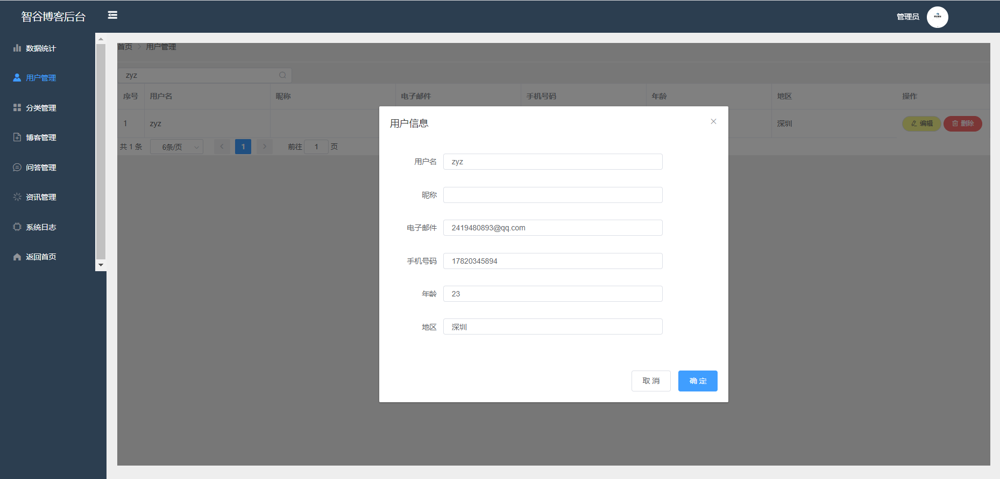 智谷博客后台
管理员
数据统计
用户管理
分类管理
博客管理
问答管理
资讯管理
系统日志
返回首页
首页 用户管理
zyz
序号 用户名 昵称 电子邮件 手机号码 年龄 地区 操作
1 zyz 深圳 编辑 删除
共 1 条 6条/页 1 前往 1 页
用户信息
用户名 zyz
昵称
电子邮件 2419480893@qq.com
手机号码 17820345894
年龄 23
地区 深圳
取 消 确 定